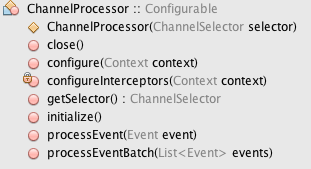 ChannelProcessor :: Configurable
ChannelProcessor(ChannelSelector selector)
close()
configure(Context context)
configureInterceptors(Context context)
getSelector() : ChannelSelector
initialize()
processEvent(Event event)
processEventBatch(List<Event> events)